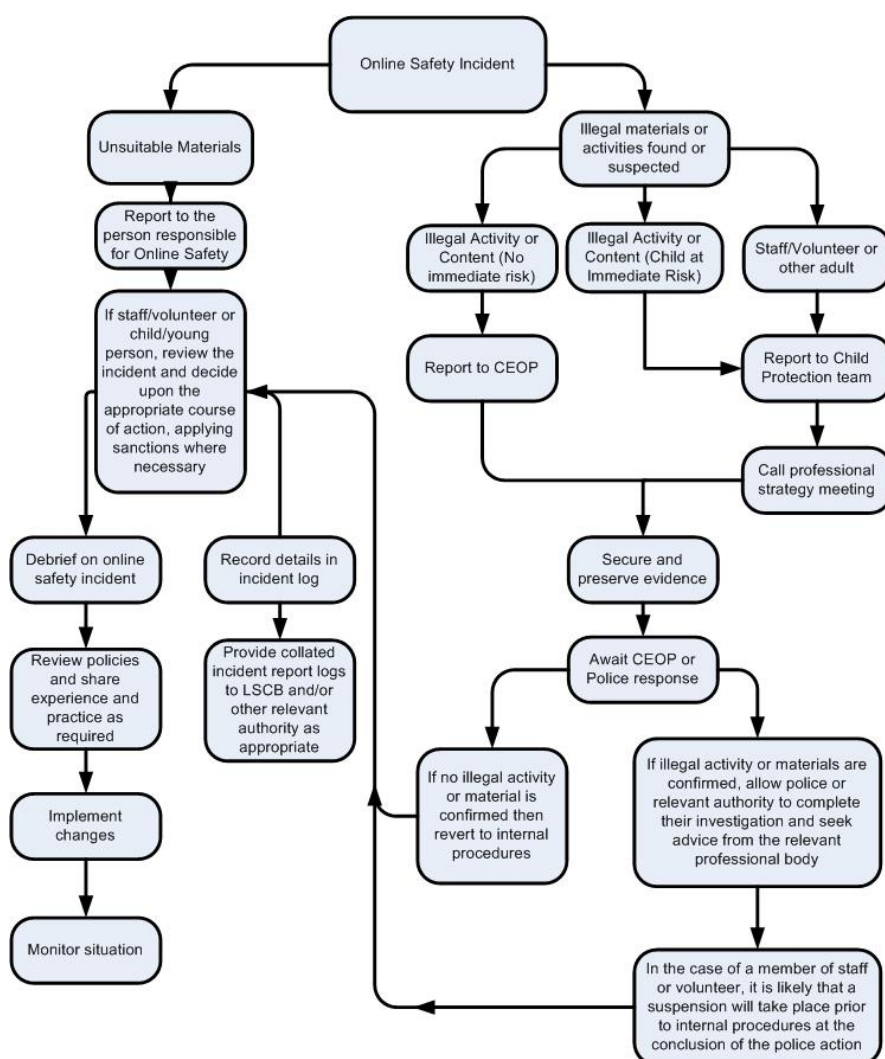 Online Safety Incident
Unsuitable Materials
Report to the
person responsible
for Online Safety
If staff/volunteer or
child/young
person, review the
incident and decide
upon the
appropriate course
of action, applying
sanctions where
necessary
Debrief on online
safety incident
Review policies
and share
experience and
practice as
required
Implement
changes
Monitor situation
Record details in
incident log
Provide collated
incident report logs
to LSCB and/or
other relevant
authority as
appropriate
Illegal materials or
activities found or
suspected
Illegal Activity or
Content (No
immediate risk)
Illegal Activity or
Content (Child at
Immediate Risk)
Staff/Volunteer or
other adult
Report to CEOP
Report to Child
Protection team
Call professional
strategy meeting
Secure and
preserve evidence
Await CEOP or
Police response
If no illegal activity
or material is
confirmed then
revert to internal
procedures
If illegal activity or materials are
confirmed, allow police or
relevant authority to complete
their investigation and seek
advice from the relevant
professional body
In the case of a member of staff
or volunteer, it is likely that a
suspension will take place prior
to internal procedures at the
conclusion of the police action